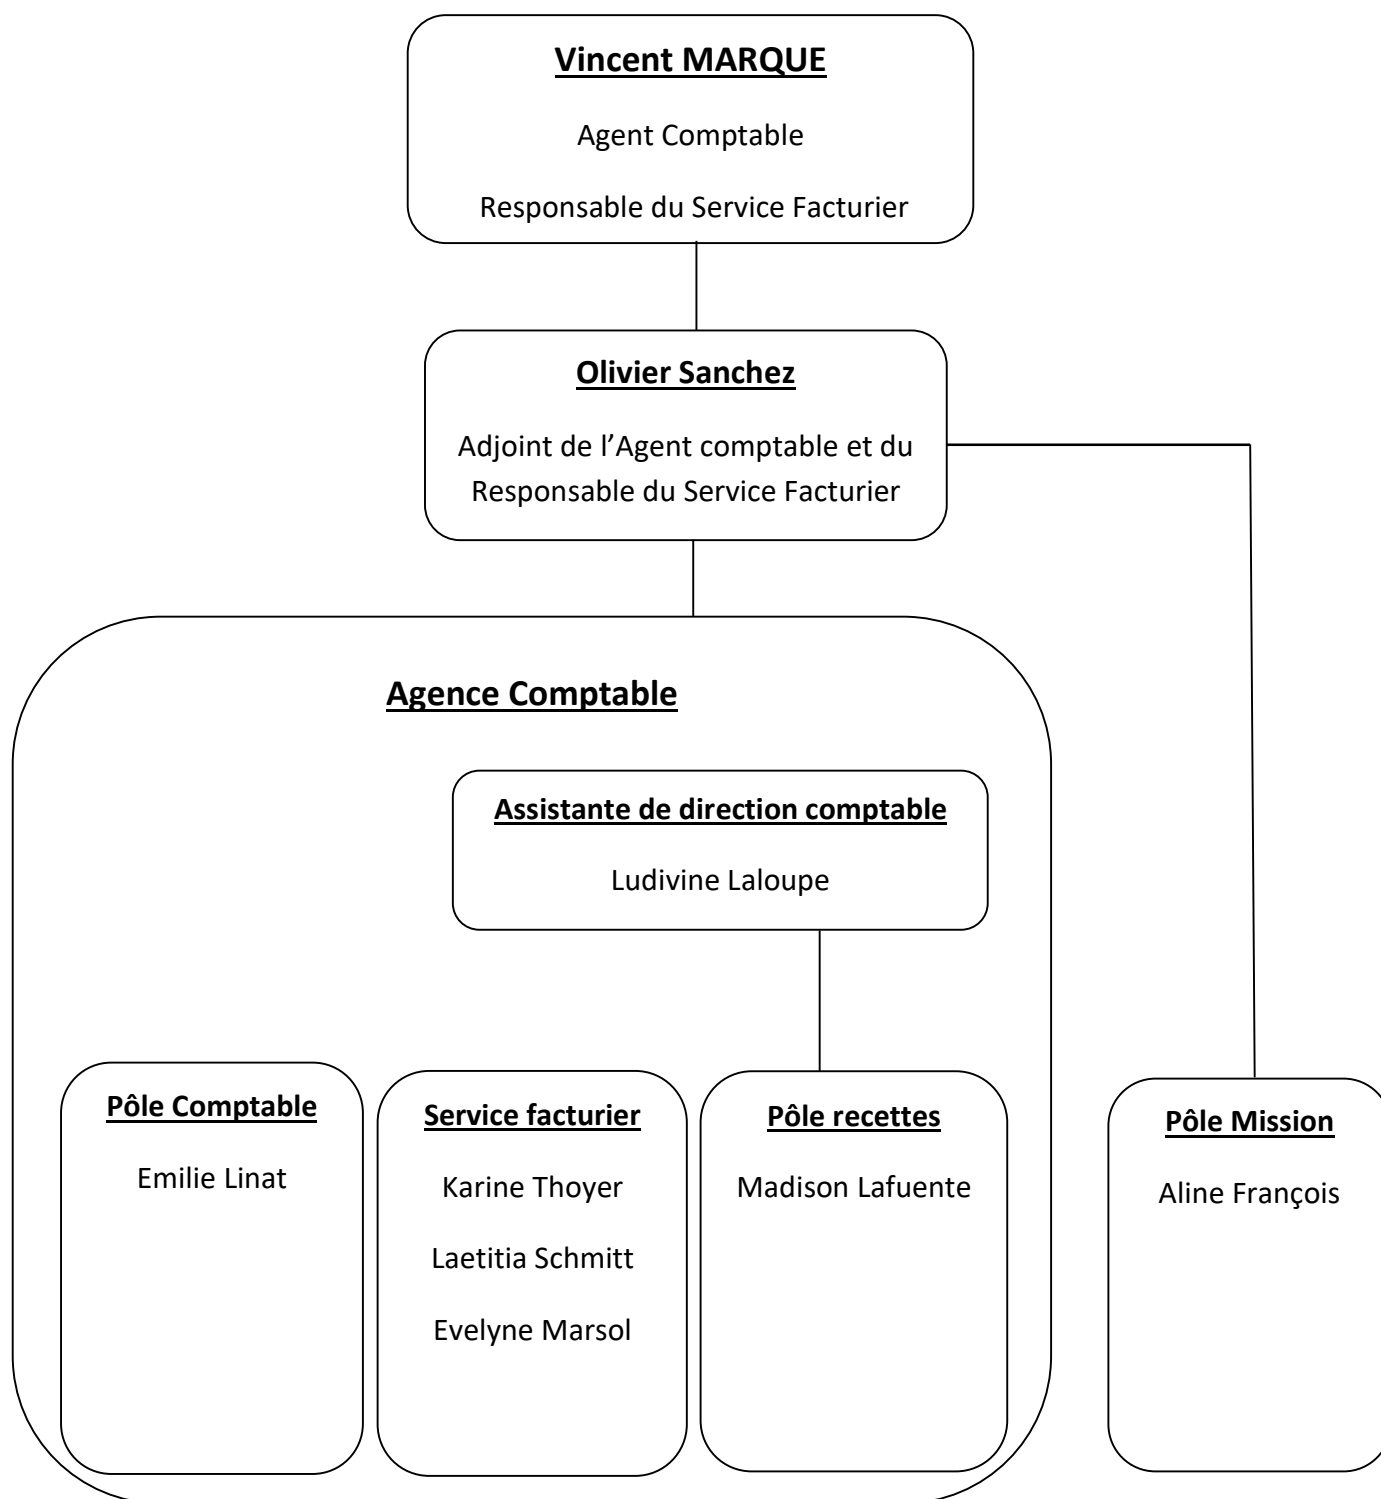 Vincent MARQUE
Agent Comptable
Responsable du Service Facturier
Olivier Sanchez
Adjoint de l’Agent comptable et du
Responsable du Service Facturier
Agence Comptable
Assistante de direction comptable
Ludivine Laloupe
Pôle Comptable
Emilie Linat
Service facturier
Karine Thoyer
Laetitia Schmitt
Evelyne Marsol
Pôle recettes
Madison Lafuente
Pôle Mission
Aline François